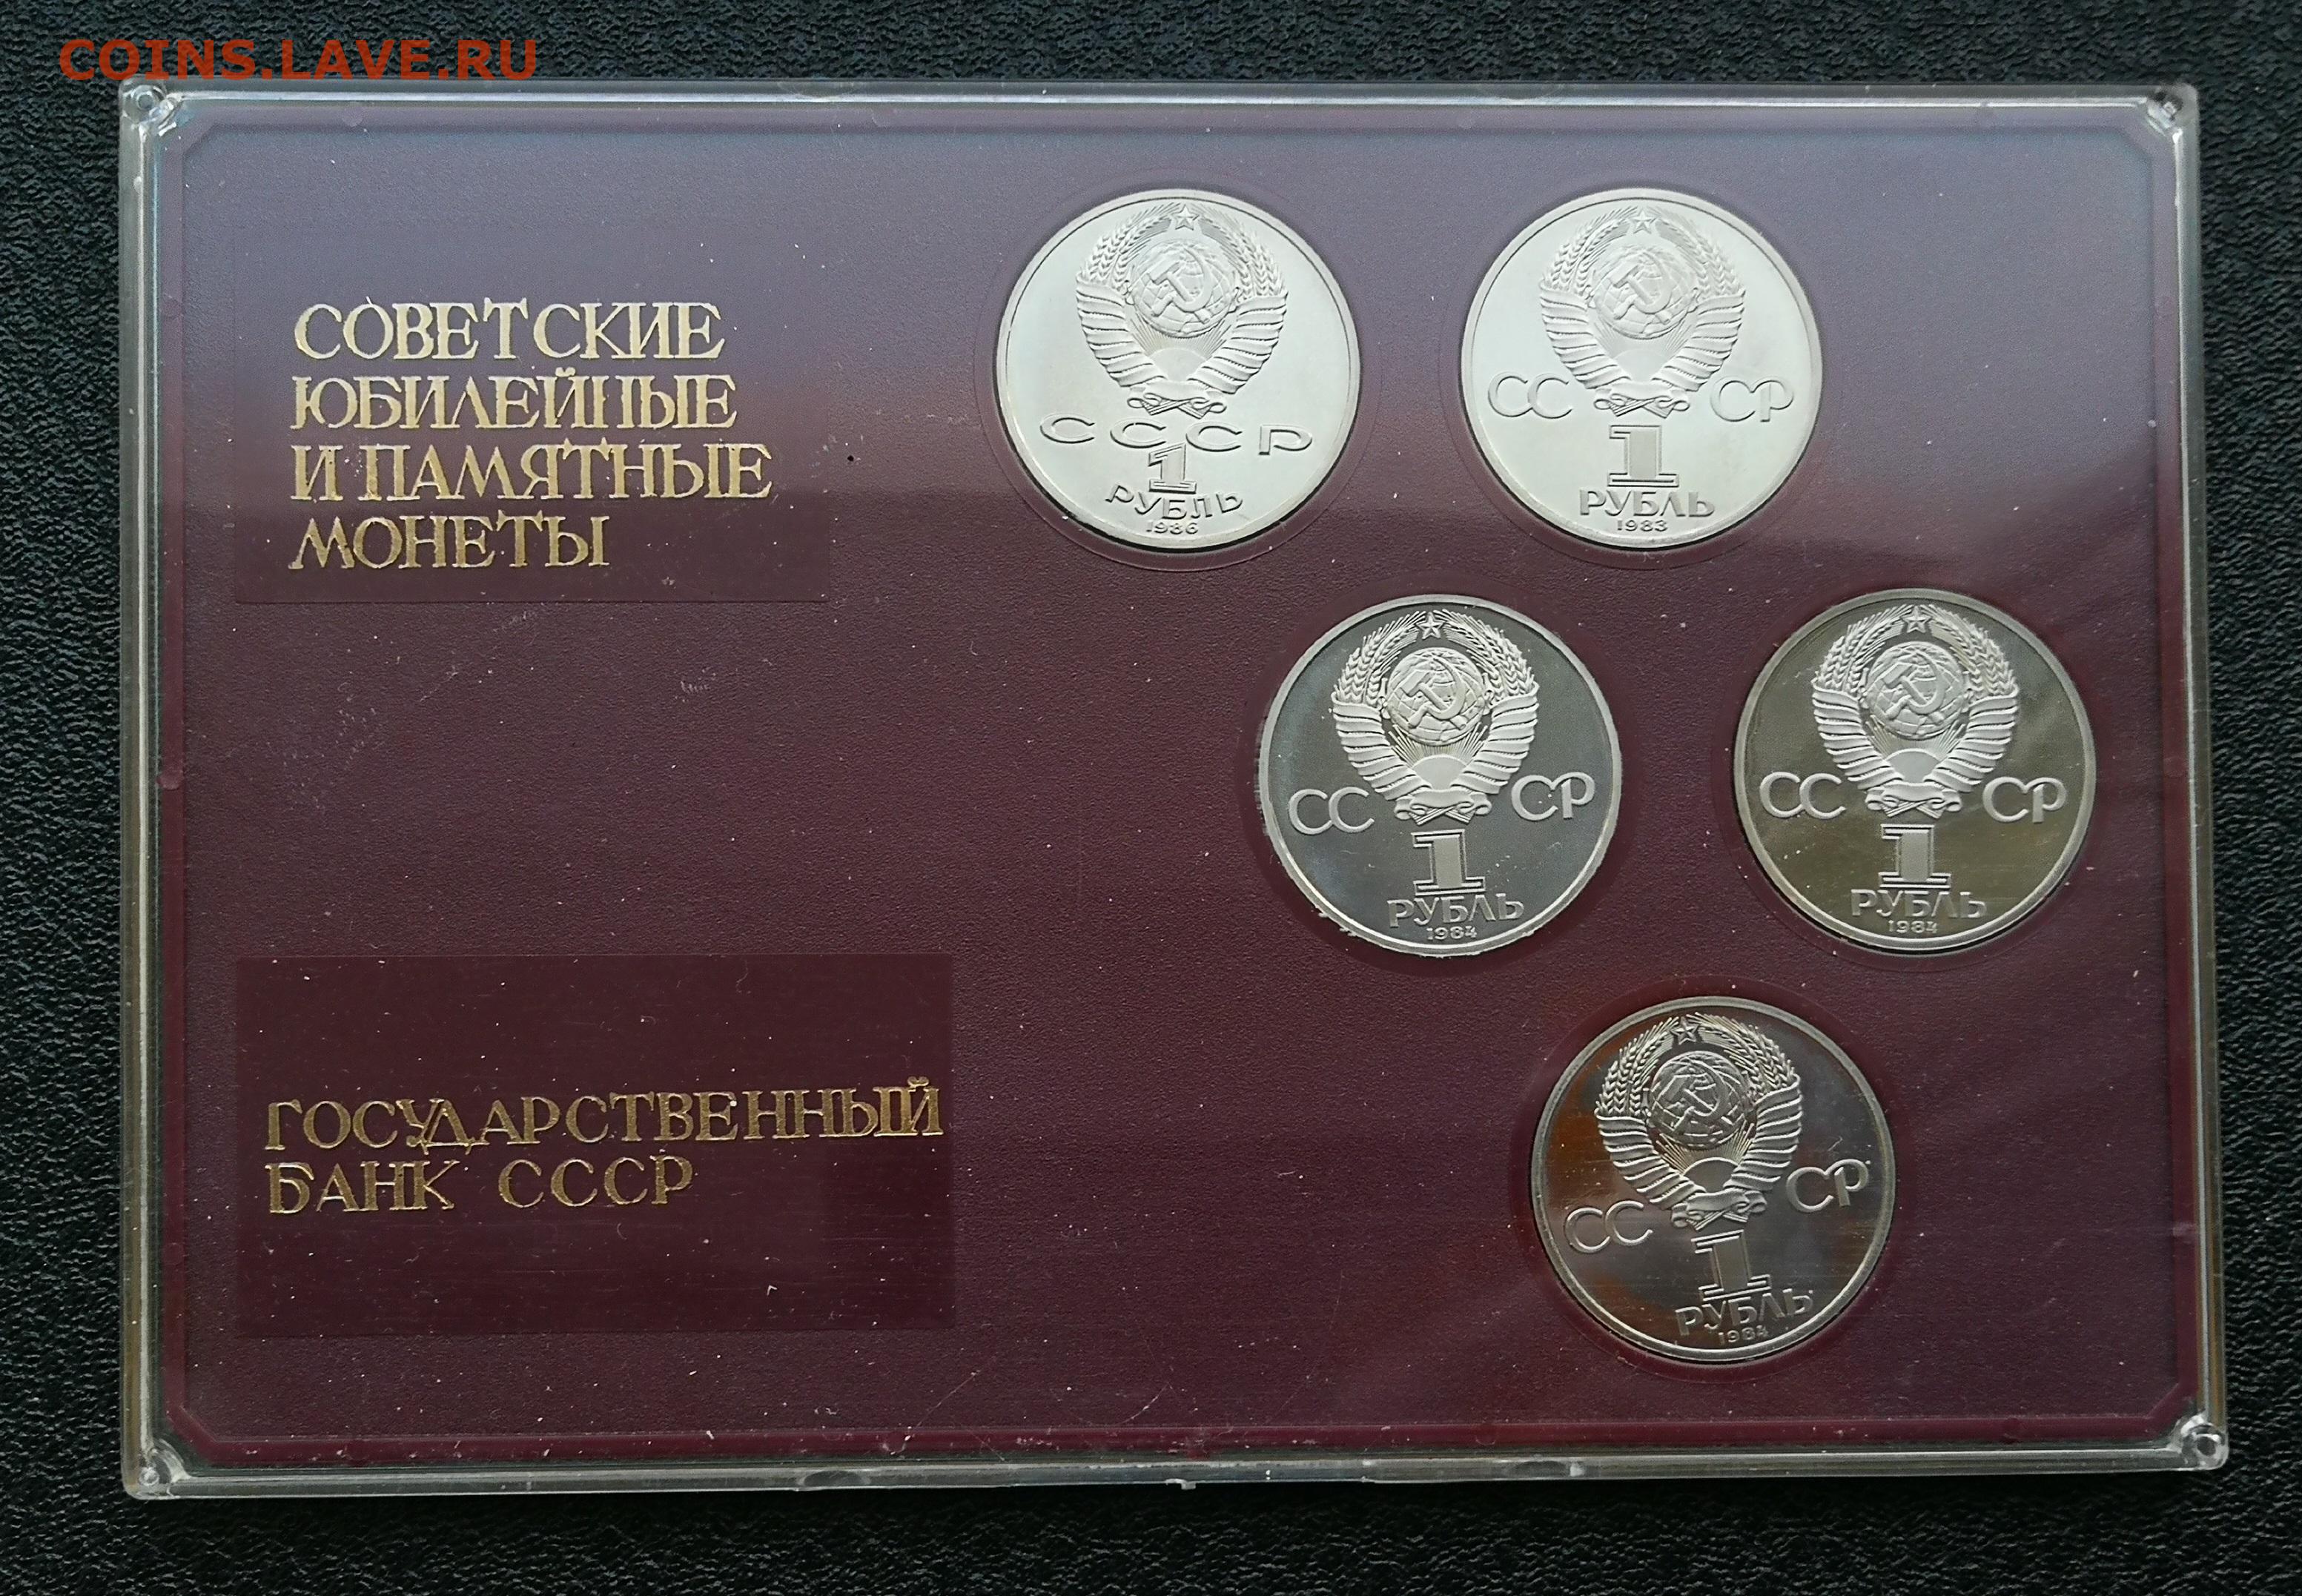 COINS.LAVE.RU
СОВЕТСКИЕ
ЮБИЛЕЙНЫЕ
И ПАМЯТНЫЕ
МОНЕТЫ
СССР
1
РУБЛЬ
1986
СС СР
1
РУБЛЬ
1983
СС СР
1
РУБЛЬ
1984
СС СР
1
РУБЛЬ
1984
ГОСУДАРСТВЕННЫЙ
БАНК СССР
СС СР
1
РУБЛЬ
1984